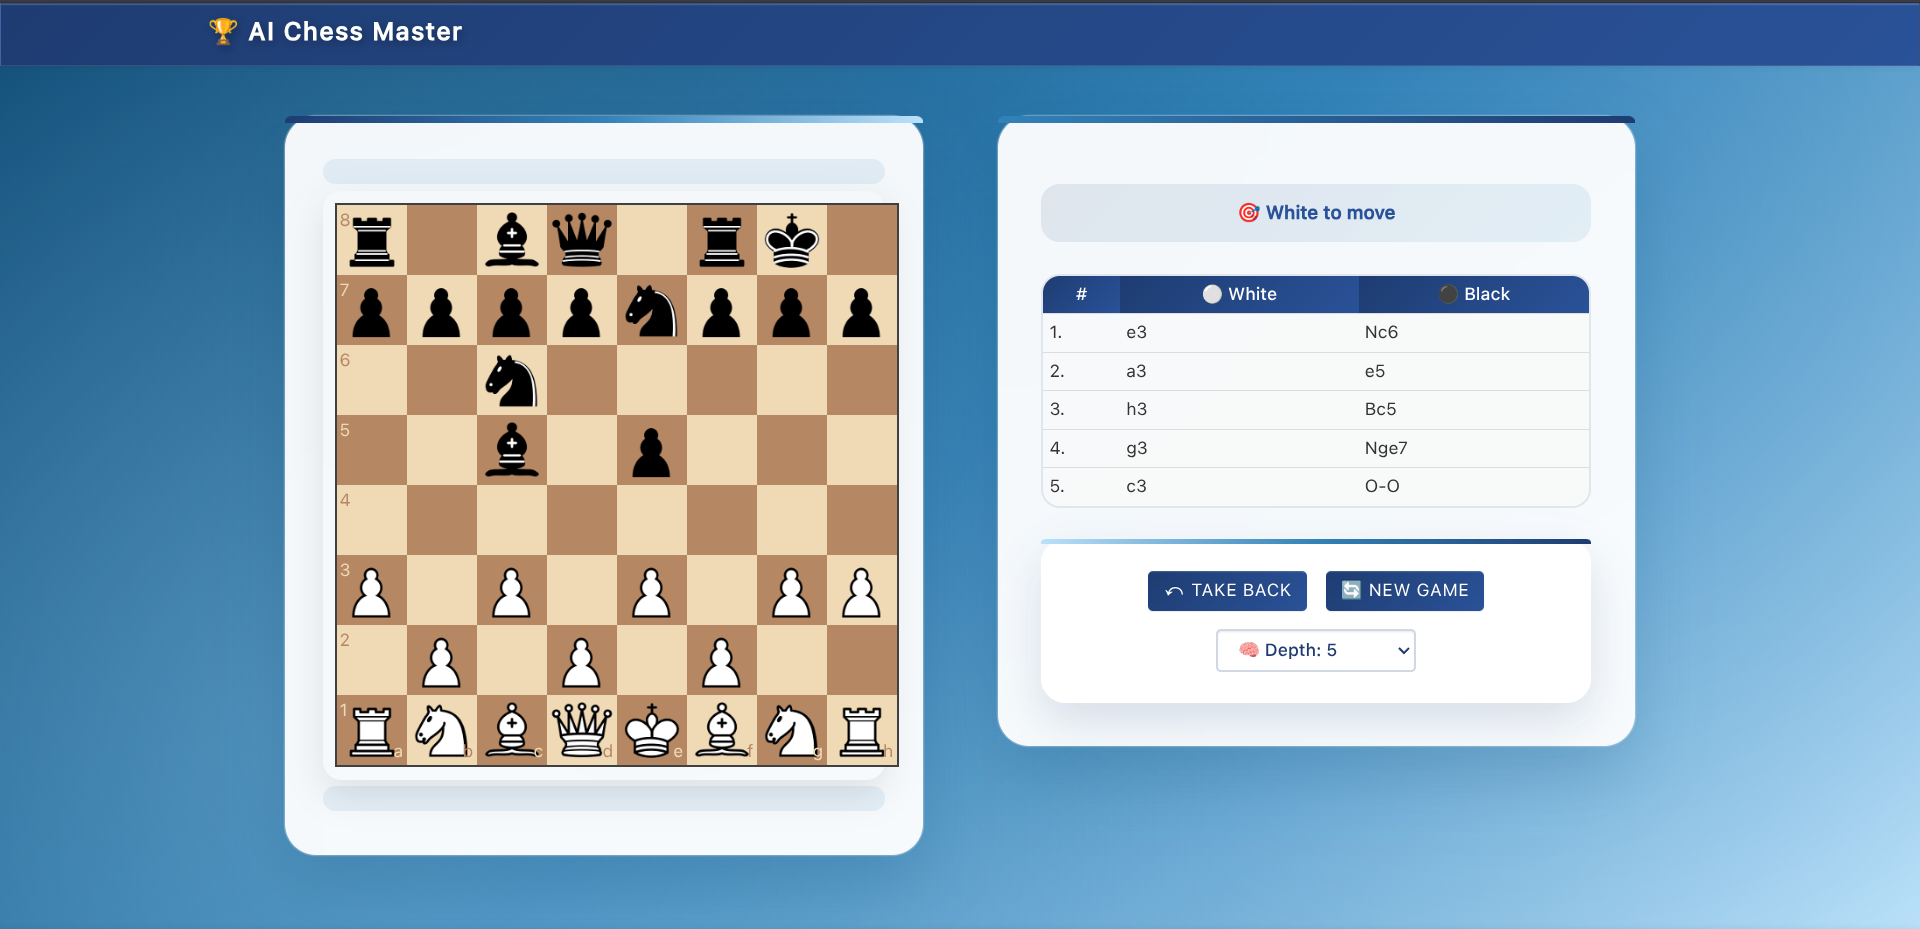 🏆 AI Chess Master
8
7
6
5
4
3
2
1
a b c d e f g h
🎯 White to move
# ⚪ White ⚫ Black
1. e3 Nc6
2. a3 e5
3. h3 Bc5
4. g3 Nge7
5. c3 O-O
TAKE BACK 🔄 NEW GAME
🧠 Depth: 5